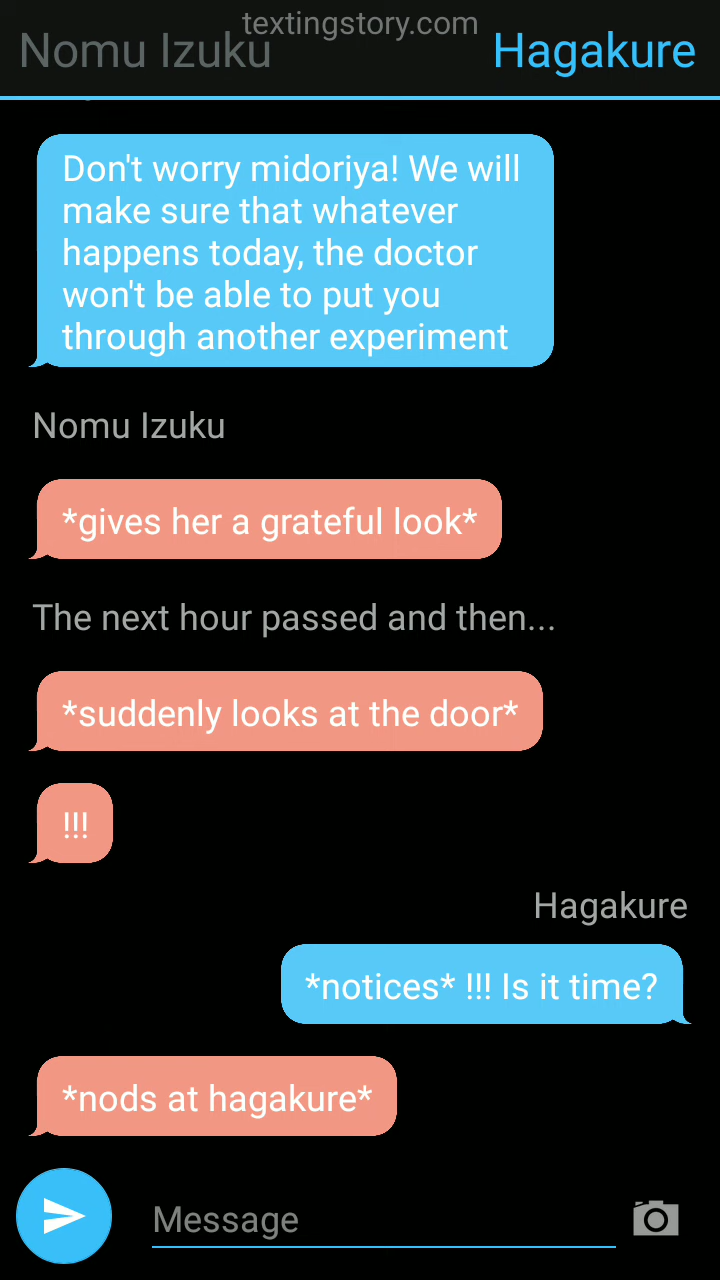 textingstory.com
Nomu Izuku
Hagakure
Don't worry midoriya! We will
make sure that whatever
happens today, the doctor
won't be able to put you
through another experiment
Nomu Izuku
*gives her a grateful look*
The next hour passed and then...
*suddenly looks at the door*
!!!
Hagakure
*notices* !!! Is it time?
*nods at hagakure*
Message